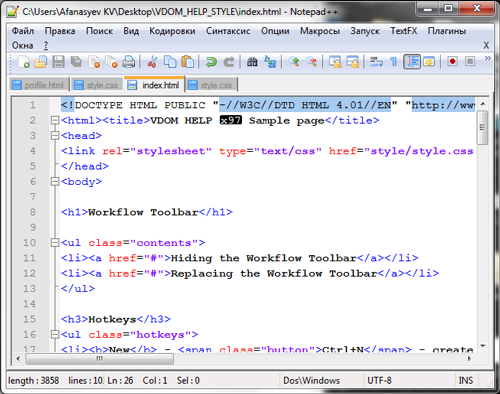 C:\Users\Afanasyev KV\Desktop\VDOM_HELP_STYLE\index.html - Notepad++
Файл Правка Поиск Вид Кодировки Синтаксис Опции Макросы Запуск TextFX Плагины
Окна ? X
profile.html style.css index.html style.css
1 <!DOCTYPE HTML PUBLIC "-//W3C//DTD HTML 4.01//EN" "http://ww
2 <html><title>VDOM HELP x97 Sample page</title>
3 <head>
4 <link rel="stylesheet" type="text/css" href="style/style.css
5 </head>
6 <body>
7
8 <h1>Workflow Toolbar</h1>
9
10 <ul class="contents">
11 <li><a href="#">Hiding the Workflow Toolbar</a></li>
12 <li><a href="#">Replacing the Workflow Toolbar</a></li>
13 </ul>
14
15 <h3>Hotkeys</h3>
16 <ul class="hotkeys">
17 <li><b>New</b> - <span class="button">Ctrl+N</span> - create
length : 3858 lines : 10 Ln : 26 Col : 1 Sel : 0 Dos\Windows UTF-8 INS